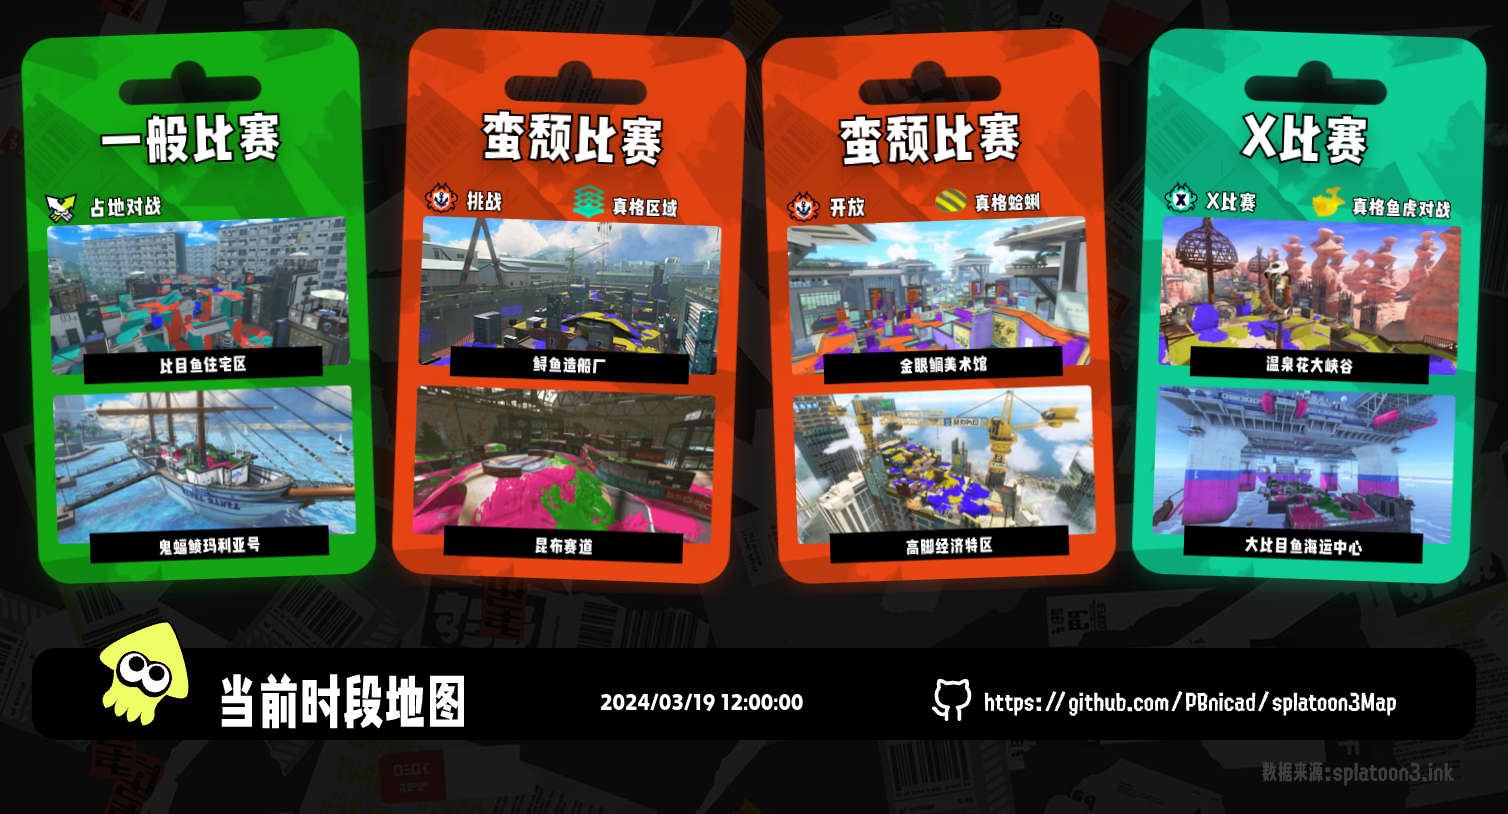 一般比赛
占地对战
比目鱼住宅区
鬼蝠鲼玛利亚号
蛮颓比赛
挑战
真格区域
鲟鱼造船厂
昆布赛道
蛮颓比赛
开放
真格蛤蜊
金眼鲷美术馆
高脚经济特区
X比赛
X比赛
真格鱼虎对战
温泉花大峡谷
大比目鱼海运中心
当前时段地图
2024/03/19 12:00:00
https://github.com/PBnicad/splatoon3Map
数据来源:splatoon3.ink